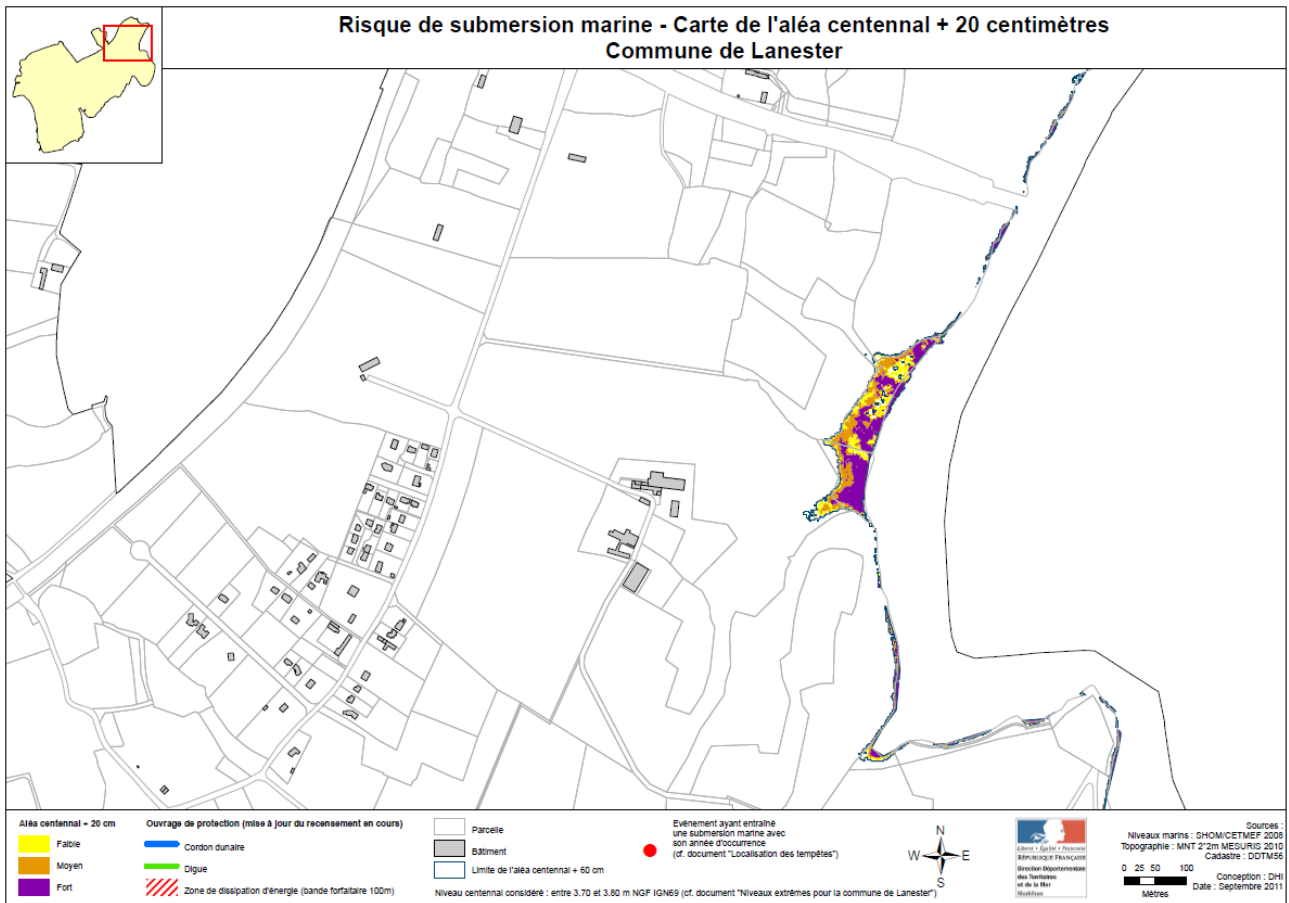 Risque de submersion marine - Carte de l'aléa centennal + 20 centimètres
Commune de Lanester
Aléa centennal + 20 cm
Faible
Moyen
Fort
Ouvrage de protection (mise à jour du recensement en cours)
Cordon dunaire
Digue
Zone de dissipation d'énergie (bande forfaitaire 100m)
Parcelle
Bâtiment
Limite de l'aléa centennal + 60 cm
Niveau centennal considéré : entre 3.70 et 3.80 m NGF IGN69 (cf. document "Niveaux extrêmes pour la commune de Lanester")
Evénement ayant entraîné
une submersion marine avec
son année d'occurrence
(cf. document "Localisation des tempêtes")
N
W E
S
Liberté • Égalité • Fraternité
RÉPUBLIQUE FRANÇAISE
Direction Départementale
des Territoires
et de la Mer
Morbihan
Sources :
Niveaux marins : SHOM/CETMEF 2008
Topographie : MNT 2*2m MESURIS 2010
Cadastre : DDTM56
0 25 50 100
Mètres
Conception : DHI
Date : Septembre 2011